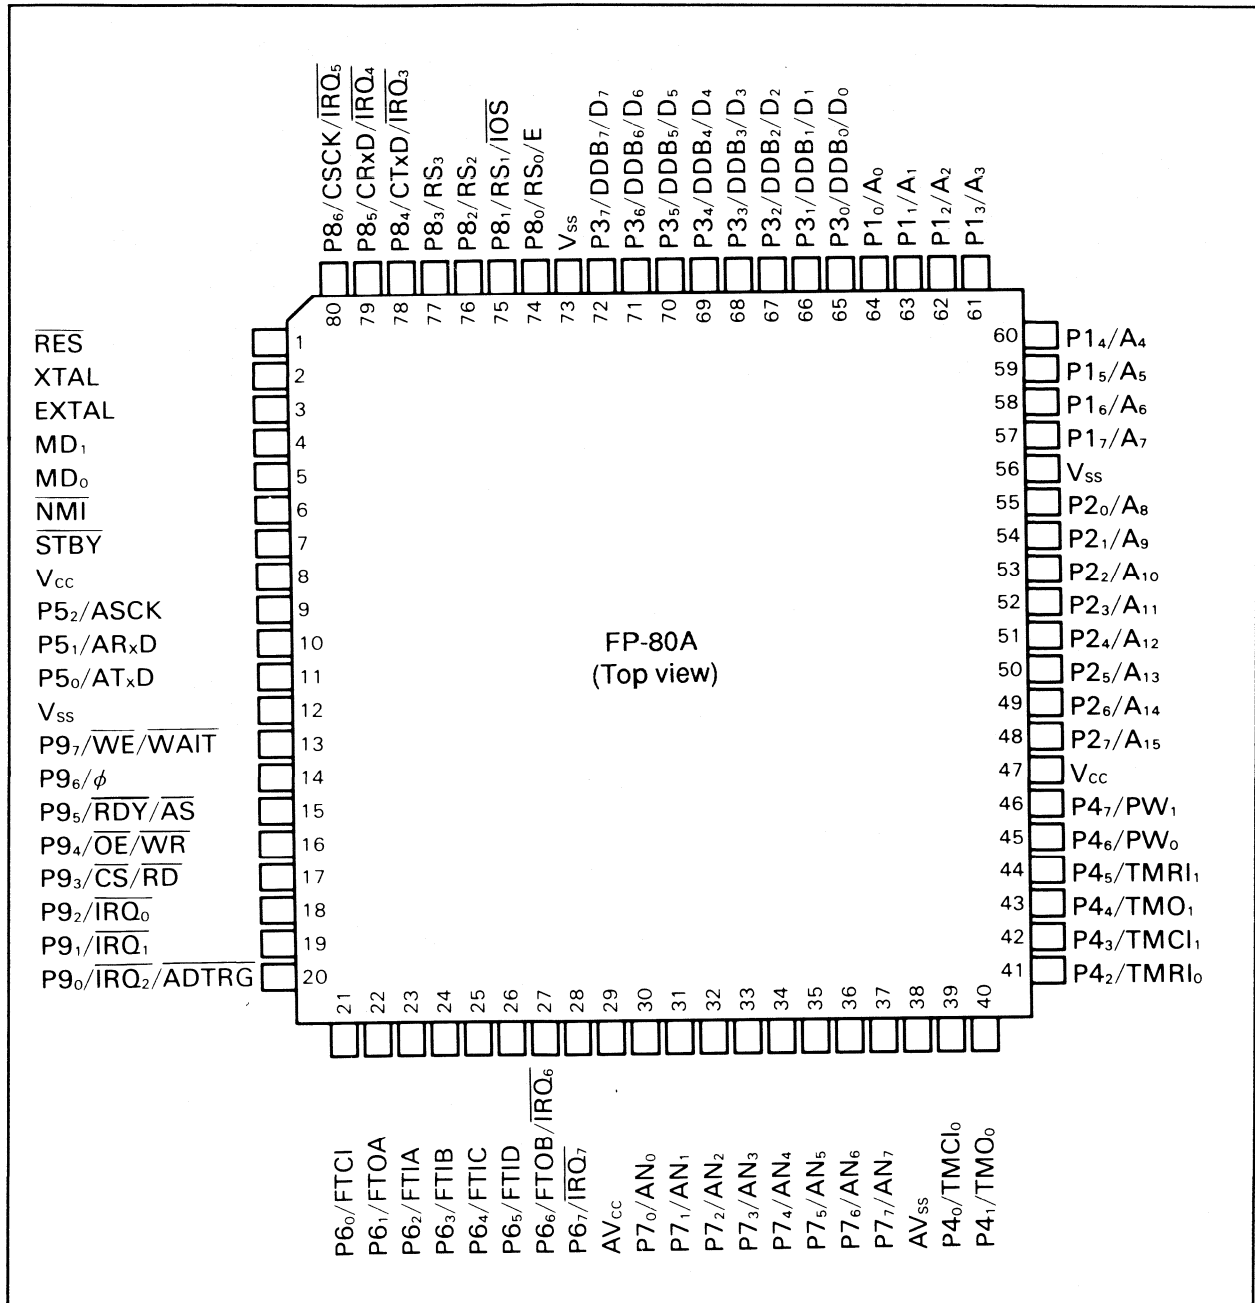 P8₆/CSCK/IRQ₅
P8₅/CRxD/IRQ₄
P8₄/CTxD/IRQ₃
P8₃/RS₃
P8₂/RS₂
P8₁/RS₁/IOS
P8₀/RS₀/E
Vss
P3₇/DDB₇/D₇
P3₆/DDB₆/D₆
P3₅/DDB₅/D₅
P3₄/DDB₄/D₄
P3₃/DDB₃/D₃
P3₂/DDB₂/D₂
P3₁/DDB₁/D₁
P3₀/DDB₀/D₀
P1₀/A₀
P1₁/A₁
P1₂/A₂
P1₃/A₃
80 79 78 77 76 75 74 73 72 71 70 69 68 67 66 65 64 63 62 61
RES 1
XTAL 2
EXTAL 3
MD₁ 4
MD₀ 5
NMI 6
STBY 7
Vcc 8
P5₂/ASCK 9
P5₁/ARxD 10
P5₀/ATxD 11
Vss 12
P9₇/WE/WAIT 13
P9₆/ϕ 14
P9₅/RDY/AS 15
P9₄/OE/WR 16
P9₃/CS/RD 17
P9₂/IRQ₀ 18
P9₁/IRQ₁ 19
P9₀/IRQ₂/ADTRG 20
FP-80A
(Top view)
60 P1₄/A₄
59 P1₅/A₅
58 P1₆/A₆
57 P1₇/A₇
56 Vss
55 P2₀/A₈
54 P2₁/A₉
53 P2₂/A₁₀
52 P2₃/A₁₁
51 P2₄/A₁₂
50 P2₅/A₁₃
49 P2₆/A₁₄
48 P2₇/A₁₅
47 Vcc
46 P4₇/PW₁
45 P4₆/PW₀
44 P4₅/TMRI₁
43 P4₄/TMO₁
42 P4₃/TMCI₁
41 P4₂/TMRI₀
21 22 23 24 25 26 27 28 29 30 31 32 33 34 35 36 37 38 39 40
P6₀/FTCI
P6₁/FTOA
P6₂/FTIA
P6₃/FTIB
P6₄/FTIC
P6₅/FTID
P6₆/FTOB/IRQ₆
P6₇/IRQ₇
AVcc
P7₀/AN₀
P7₁/AN₁
P7₂/AN₂
P7₃/AN₃
P7₄/AN₄
P7₅/AN₅
P7₆/AN₆
P7₇/AN₇
AVss
P4₀/TMCI₀
P4₁/TMO₀